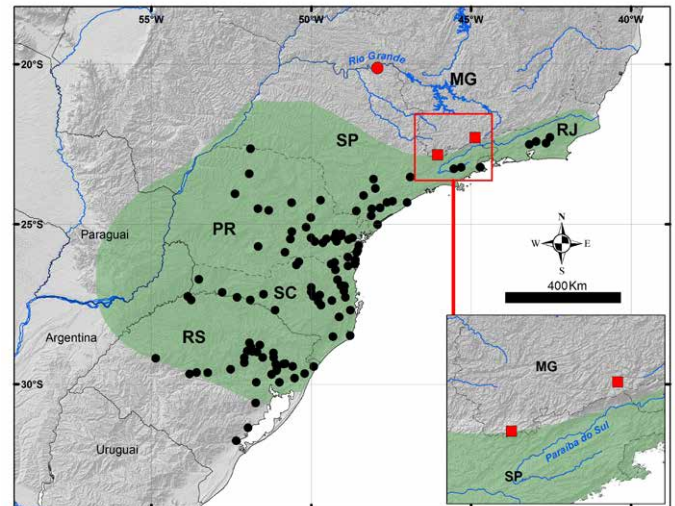 55°W 50°W 45°W 40°W
20°S
Rio Grande
MG
SP
RJ
PR
Paraguai
25°S
N
W E
S
400Km
SC
Argentina
RS
MG
30°S
Paraíba do Sul
Uruguai
SP